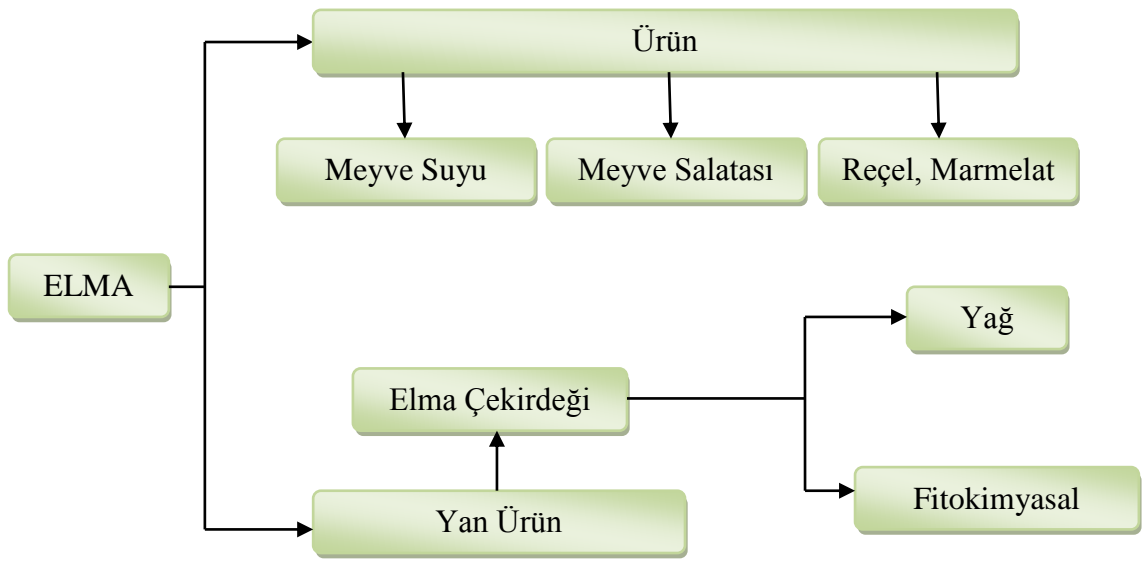 Ürün
Meyve Suyu
Meyve Salatası
Reçel, Marmelat
ELMA
Yağ
Elma Çekirdeği
Fitokimyasal
Yan Ürün